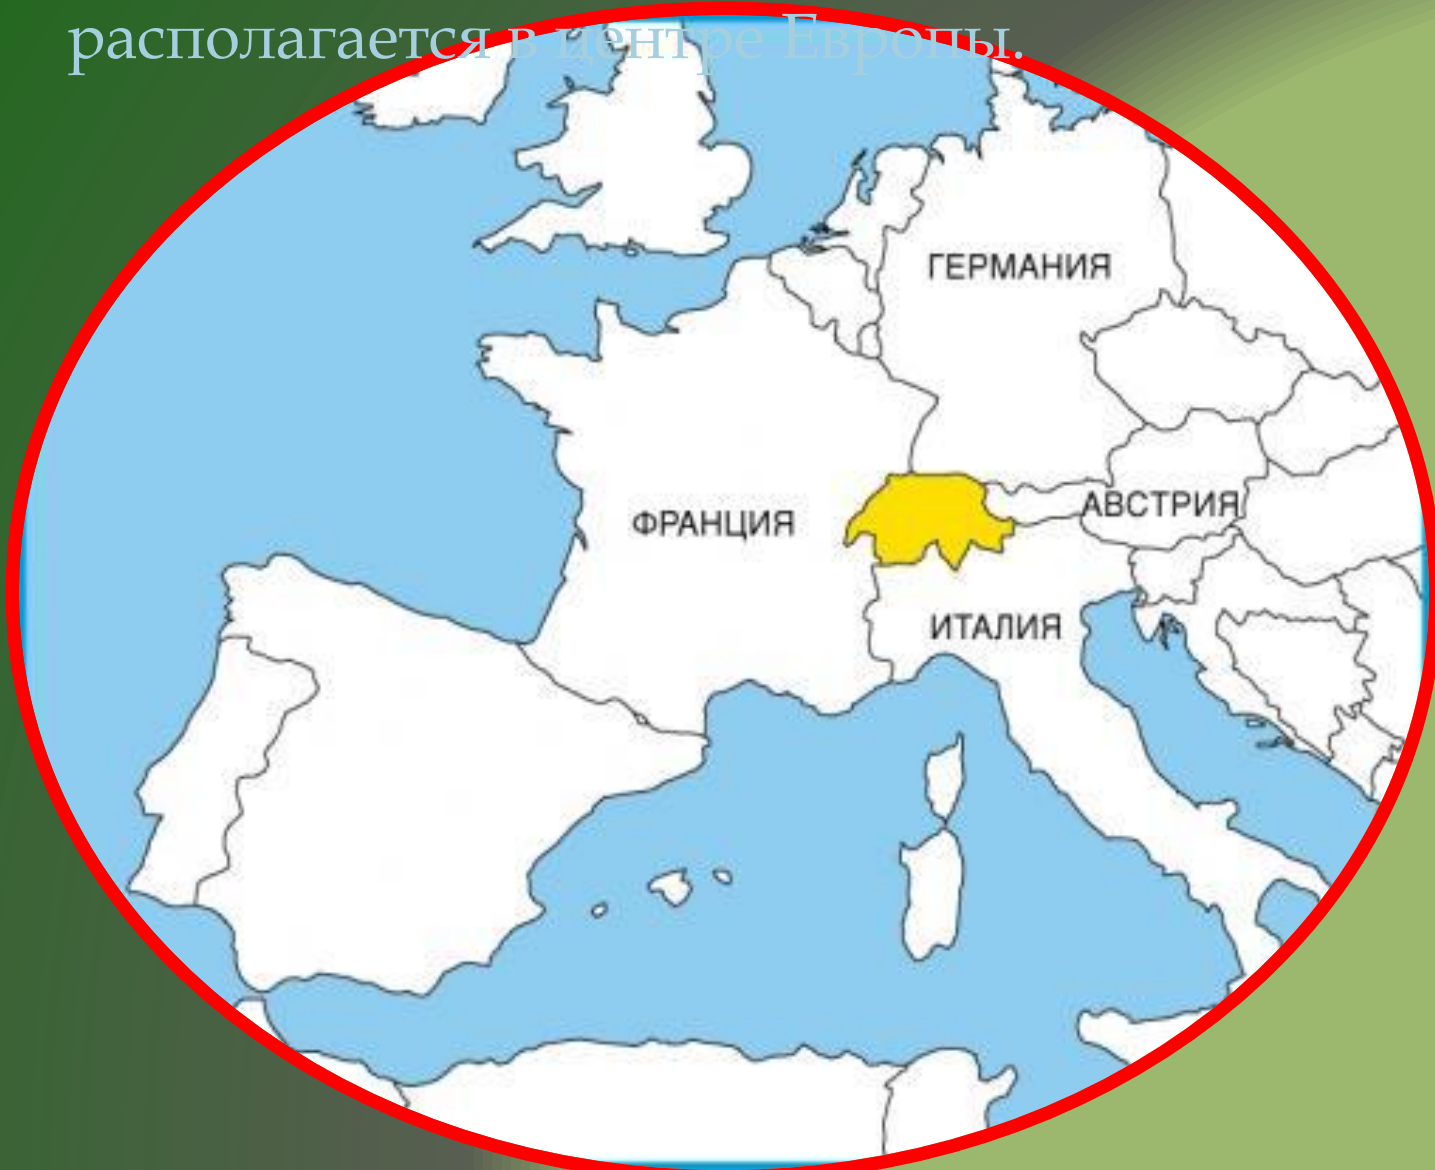 располагается в центре Европы.
ГЕРМАНИЯ
АВСТРИЯ
ФРАНЦИЯ
ИТАЛИЯ